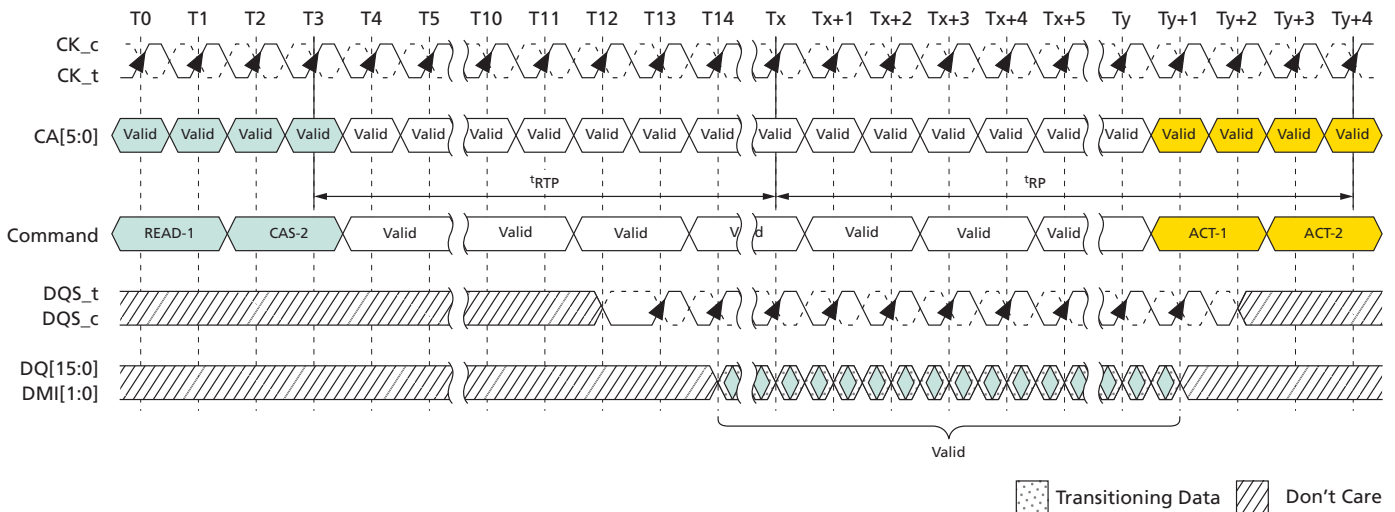 T0 T1 T2 T3 T4 T5 T10 T11 T12 T13 T14 Tx Tx+1 Tx+2 Tx+3 Tx+4 Tx+5 Ty Ty+1 Ty+2 Ty+3 Ty+4
CK_c
CK_t
CA[5:0] Valid Valid Valid Valid Valid Valid Valid Valid Valid Valid Valid Valid Valid Valid Valid Valid Valid Valid Valid Valid Valid Valid
tRTP tRP
Command READ-1 CAS-2 Valid Valid Valid V d Valid Valid Valid ACT-1 ACT-2
DQS_t
DQS_c
DQ[15:0]
DMI[1:0]
Valid
Transitioning Data Don't Care